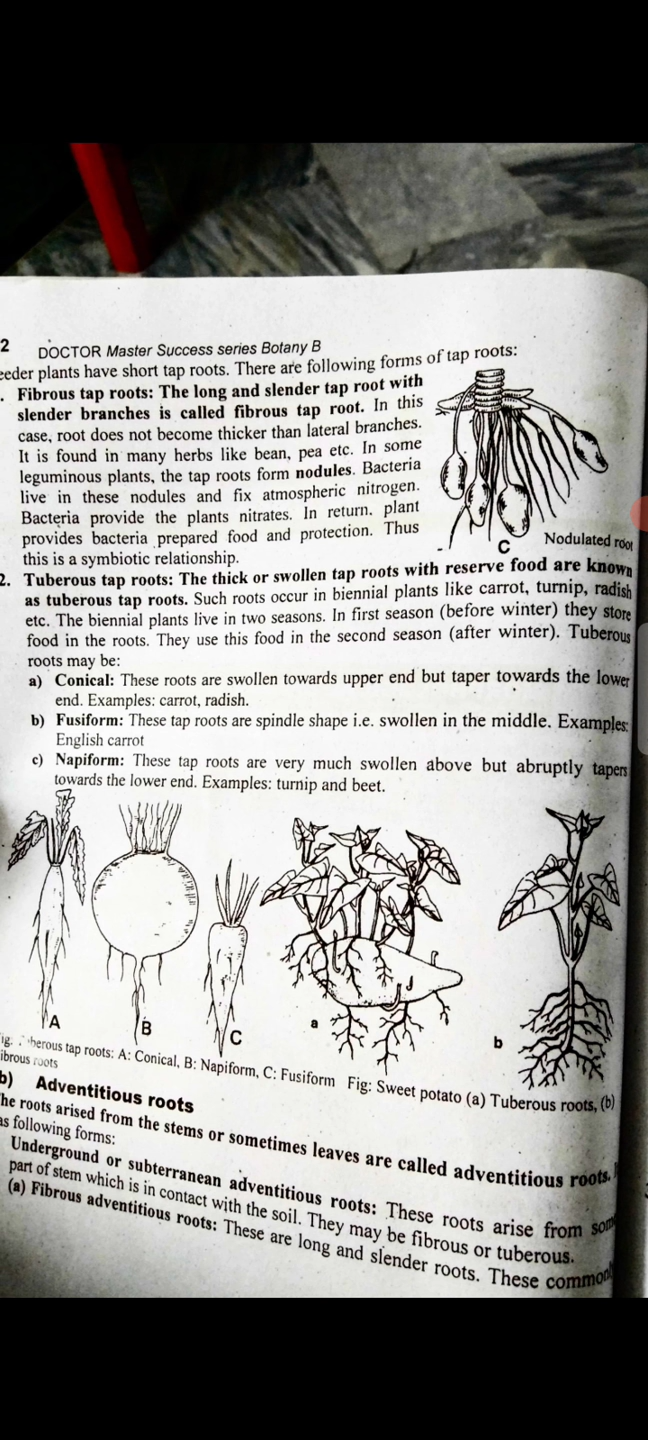 2 DOCTOR Master Success series Botany B
eeder plants have short tap roots. There are following forms of tap roots:
. Fibrous tap roots: The long and slender tap root with
slender branches is called fibrous tap root. In this
case, root does not become thicker than lateral branches.
It is found in many herbs like bean, pea etc. In some
leguminous plants, the tap roots form nodules. Bacteria
live in these nodules and fix atmospheric nitrogen.
Bacteria provide the plants nitrates. In return, plant
provides bacteria prepared food and protection. Thus
this is a symbiotic relationship.
C Nodulated root
2. Tuberous tap roots: The thick or swollen tap roots with reserve food are known
as tuberous tap roots. Such roots occur in biennial plants like carrot, turnip, radish
etc. The biennial plants live in two seasons. In first season (before winter) they store
food in the roots. They use this food in the second season (after winter). Tuberous
roots may be:
a) Conical: These roots are swollen towards upper end but taper towards the lower
end. Examples: carrot, radish.
b) Fusiform: These tap roots are spindle shape i.e. swollen in the middle. Examples:
English carrot
c) Napiform: These tap roots are very much swollen above but abruptly tapers
towards the lower end. Examples: turnip and beet.
A B C a b
ig. berous tap roots: A: Conical, B: Napiform, C: Fusiform Fig: Sweet potato (a) Tuberous roots, (b)
ibrous roots
b) Adventitious roots
he roots arised from the stems or sometimes leaves are called adventitious roots.
as following forms:
Underground or subterranean adventitious roots: These roots arise from som
part of stem which is in contact with the soil. They may be fibrous or tuberous.
(a) Fibrous adventitious roots: These are long and slender roots. These commonl